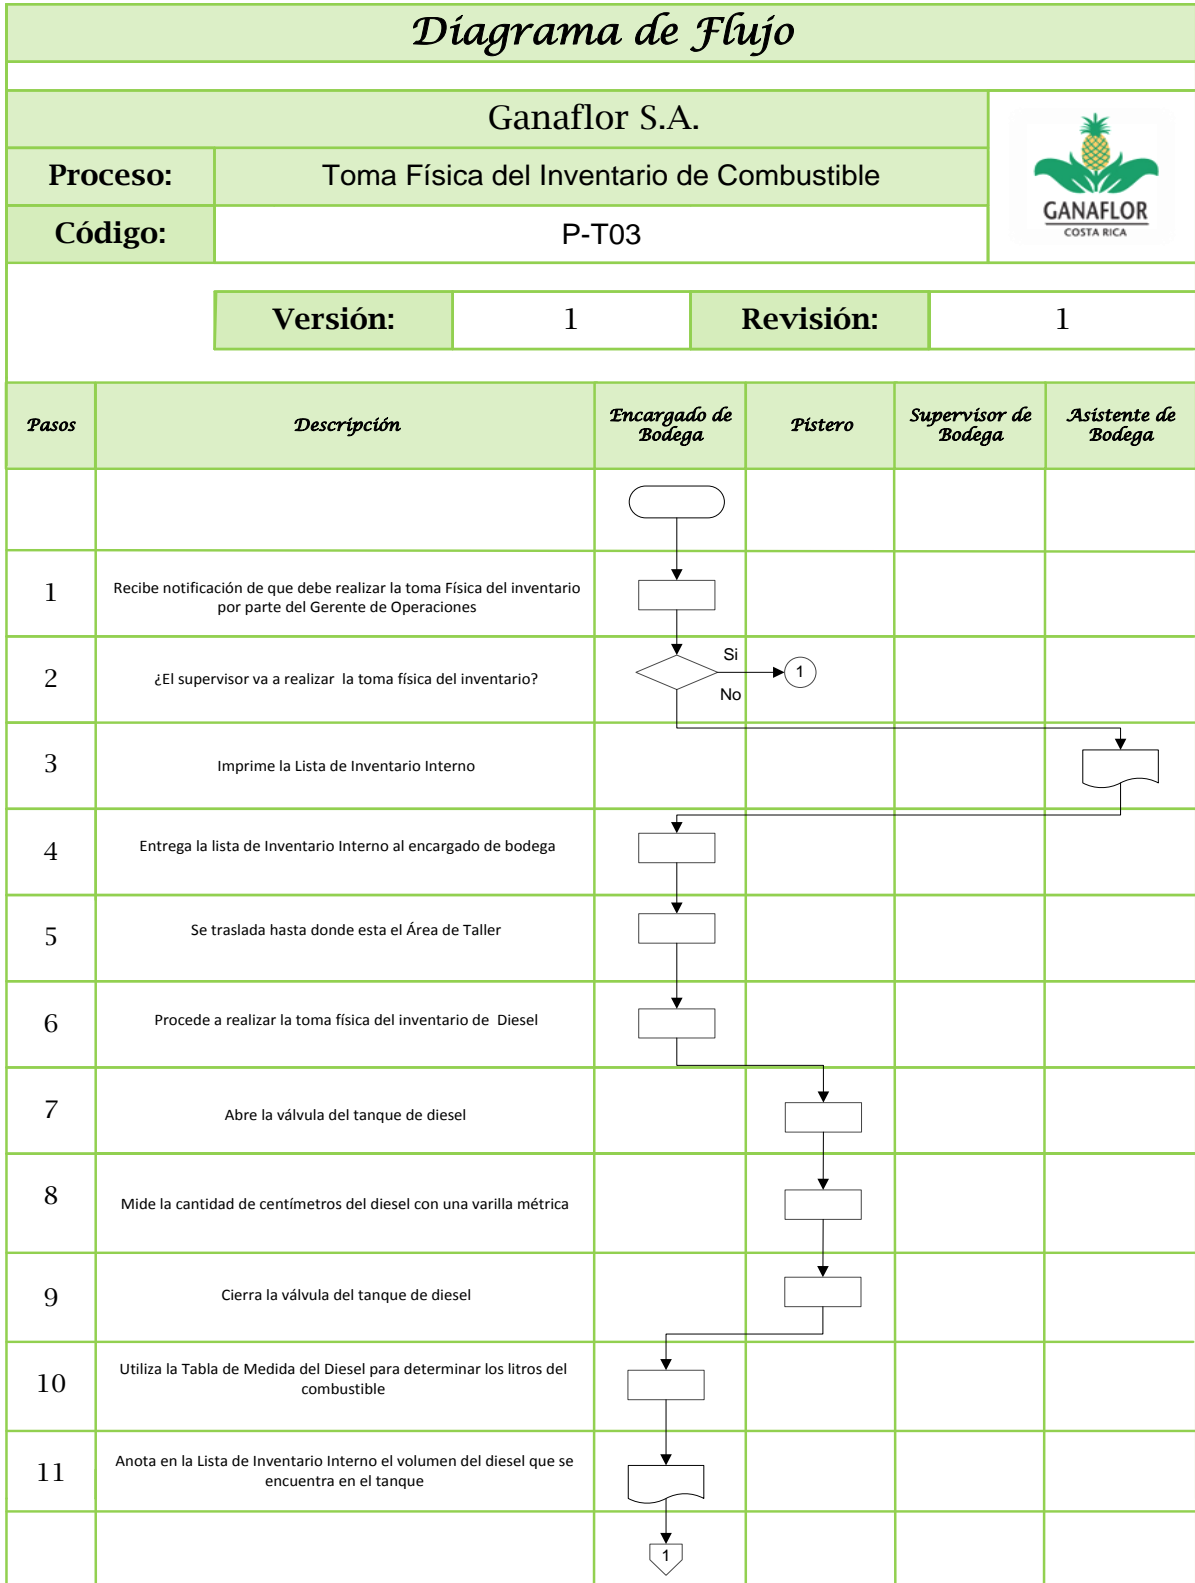 Diagrama de Flujo
Ganaflor S.A.
Proceso:
Toma Física del Inventario de Combustible
Código:
P-T03
GANAFLOR
COSTA RICA
Versión:
1
Revisión:
1
Pasos
Descripción
Encargado de
Bodega
Pistero
Supervisor de
Bodega
Asistente de
Bodega
1
Recibe notificación de que debe realizar la toma Física del inventario
por parte del Gerente de Operaciones
2
¿El supervisor va a realizar  la toma física del inventario?
Si
1
No
3
Imprime la Lista de Inventario Interno
4
Entrega la lista de Inventario Interno al encargado de bodega
5
Se traslada hasta donde esta el Área de Taller
6
Procede a realizar la toma física del inventario de  Diesel
7
Abre la válvula del tanque de diesel
8
Mide la cantidad de centímetros del diesel con una varilla métrica
9
Cierra la válvula del tanque de diesel
10
Utiliza la Tabla de Medida del Diesel para determinar los litros del
combustible
11
Anota en la Lista de Inventario Interno el volumen del diesel que se
encuentra en el tanque
1